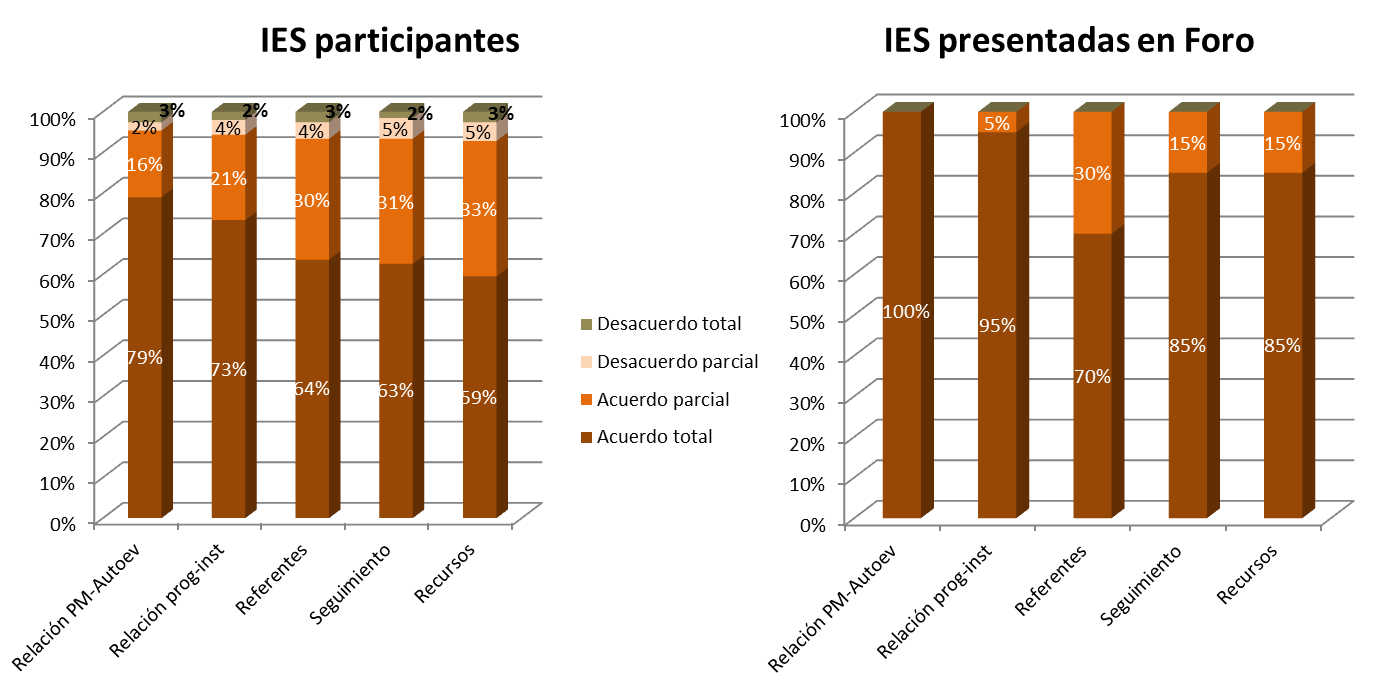 IES participantes
100%
90%
80%
70%
60%
50%
40%
30%
20%
10%
0%
3% 2% 3% 2% 3%
2% 4% 4% 5% 5%
16% 21% 30% 31% 33%
79% 73% 64% 63% 59%
Relación PM-Autoev
Relación prog-inst
Referentes
Seguimiento
Recursos
Desacuerdo total
Desacuerdo parcial
Acuerdo parcial
Acuerdo total
IES presentadas en Foro
100%
90%
80%
70%
60%
50%
40%
30%
20%
10%
0%
5% 30% 15% 15%
100% 95% 70% 85% 85%
Relación PM-Autoev
Relación prog-inst
Referentes
Seguimiento
Recursos